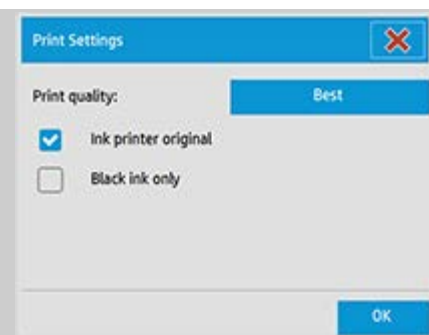 Print Settings
Print quality: Best
Ink printer original
Black ink only
OK